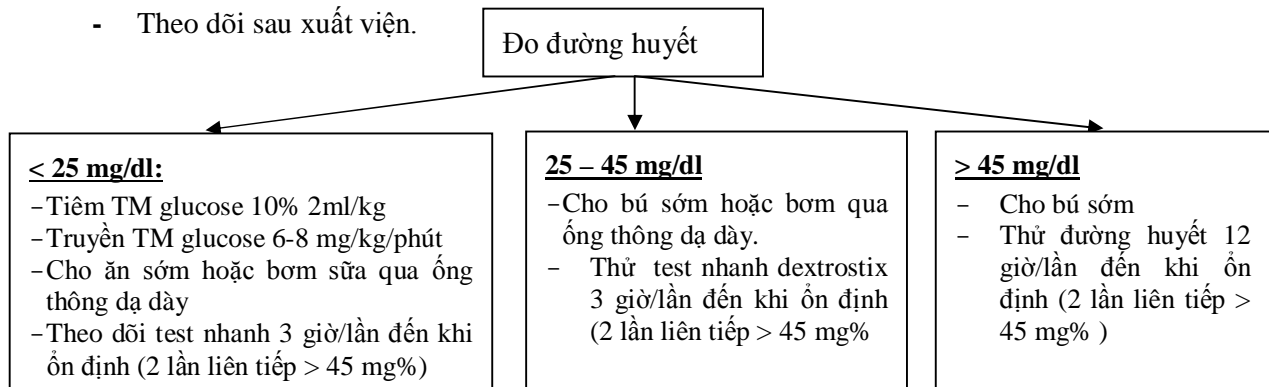 - Theo dõi sau xuất viện.
Đo đường huyết
< 25 mg/dl:
-Tiêm TM glucose 10% 2ml/kg
-Truyền TM glucose 6-8 mg/kg/phút
-Cho ăn sớm hoặc bơm sữa qua ống
thông dạ dày
-Theo dõi test nhanh 3 giờ/lần đến khi
ổn định (2 lần liên tiếp > 45 mg%)
25 – 45 mg/dl
-Cho bú sớm hoặc bơm qua
ống thông dạ dày.
- Thử test nhanh dextrostix
3 giờ/lần đến khi ổn định
(2 lần liên tiếp > 45 mg%
> 45 mg/dl
- Cho bú sớm
- Thử đường huyết 12
giờ/lần đến khi ổn
định (2 lần liên tiếp >
45 mg% )